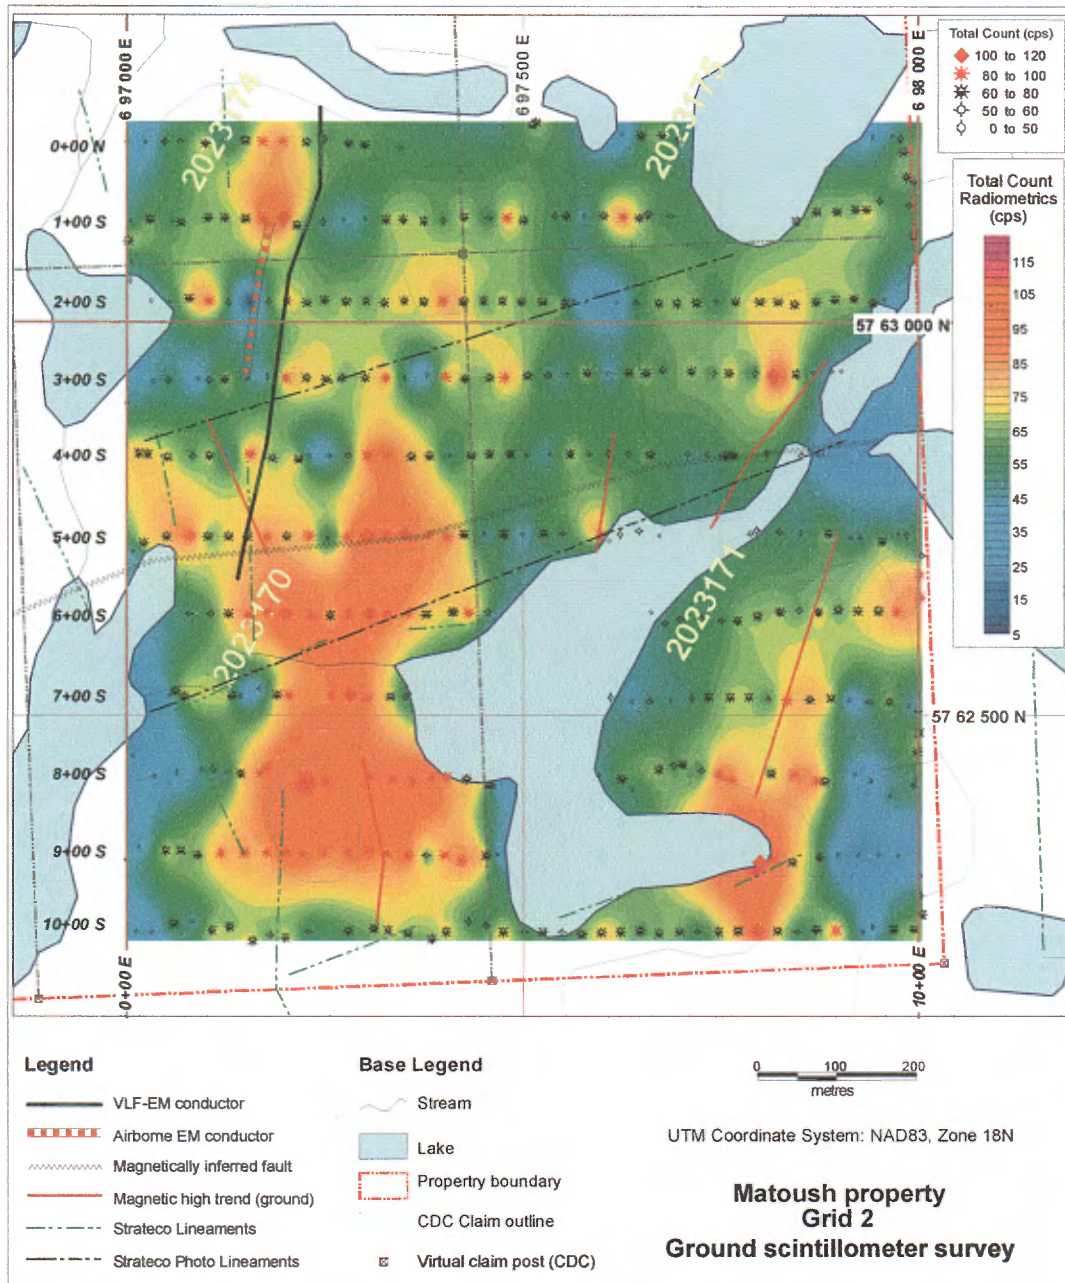 6 97 000 E
697 500 E
6 98 000 E
Total Count (cps)
100 to 120
80 to 100
60 to 80
50 to 60
0 to 50
2023174
2023175
0+00 N
1+00 S
2+00 S
3+00 S
4+00 S
5+00 S
6+00 S
7+00 S
8+00 S
9+00 S
10+00 S
Total Count
Radiometrics
(cps)
115
105
95
85
75
65
55
45
35
25
15
5
57 63 000 N
2023170
2023171
57 62 500 N
0+00 E
10+00 E
Legend
VLF-EM conductor
Airborne EM conductor
Magnetically inferred fault
Magnetic high trend (ground)
Strateco Lineaments
Strateco Photo Lineaments
Base Legend
Stream
Lake
Propertry boundary
CDC Claim outline
Virtual claim post (CDC)
0 100 200
metres
UTM Coordinate System: NAD83, Zone 18N
Matoush property
Grid 2
Ground scintillometer survey